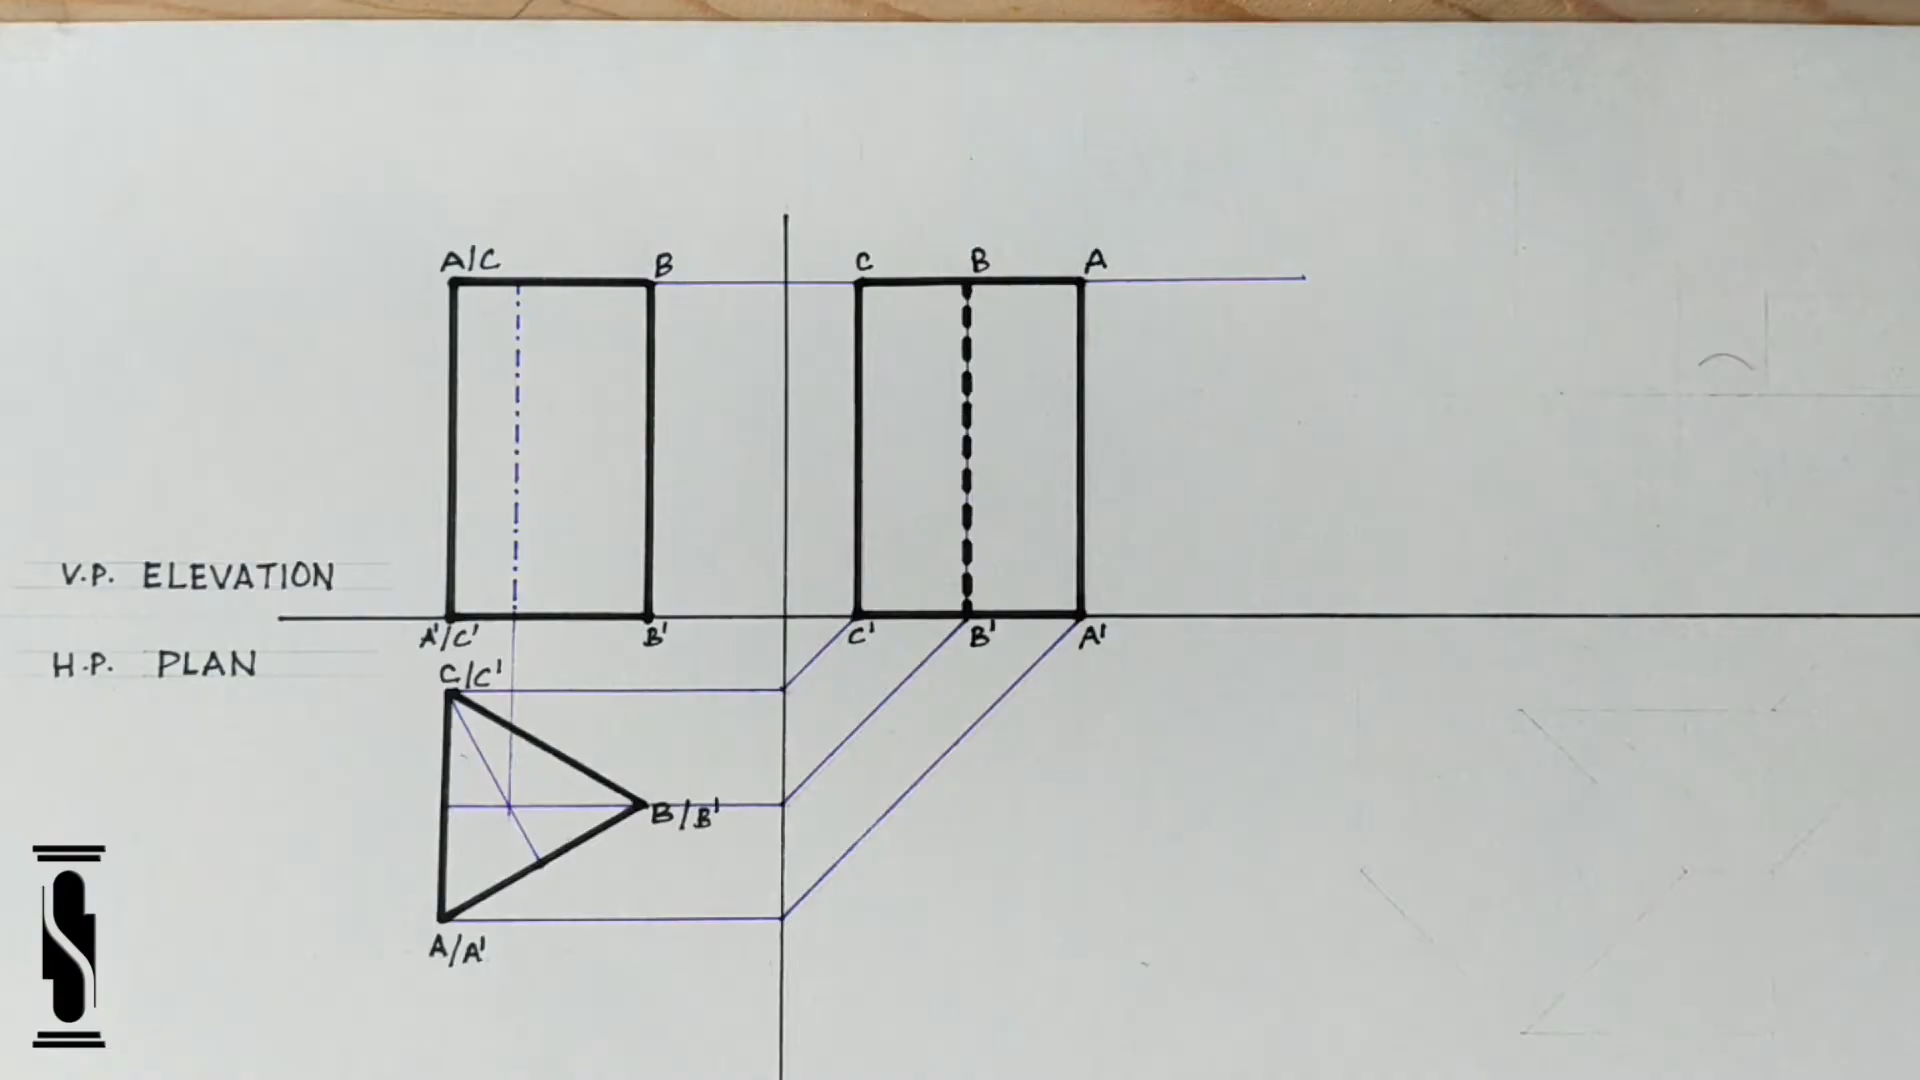 A/C B C B A
V.P. ELEVATION
A'/C' B' C' B' A'
H.P. PLAN
C/C'
B/B'
A/A'